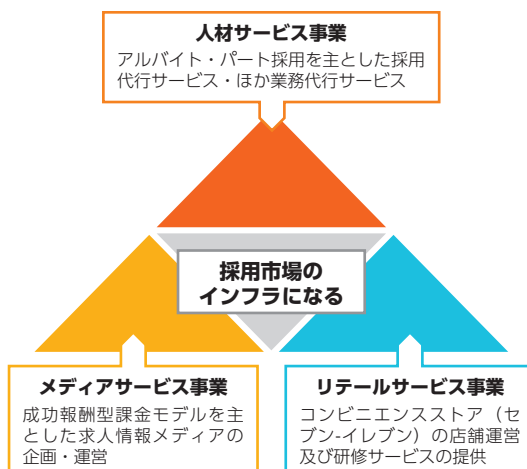 人材サービス事業
アルバイト・パート採用を主とした採用
代行サービス・ほか業務代行サービス
採用市場の
インフラになる
メディアサービス事業
成功報酬型課金モデルを主
とした求人情報メディアの
企画・運営
リテールサービス事業
コンビニエンスストア（セ
ブン-イレブン）の店舗運営
及び研修サービスの提供